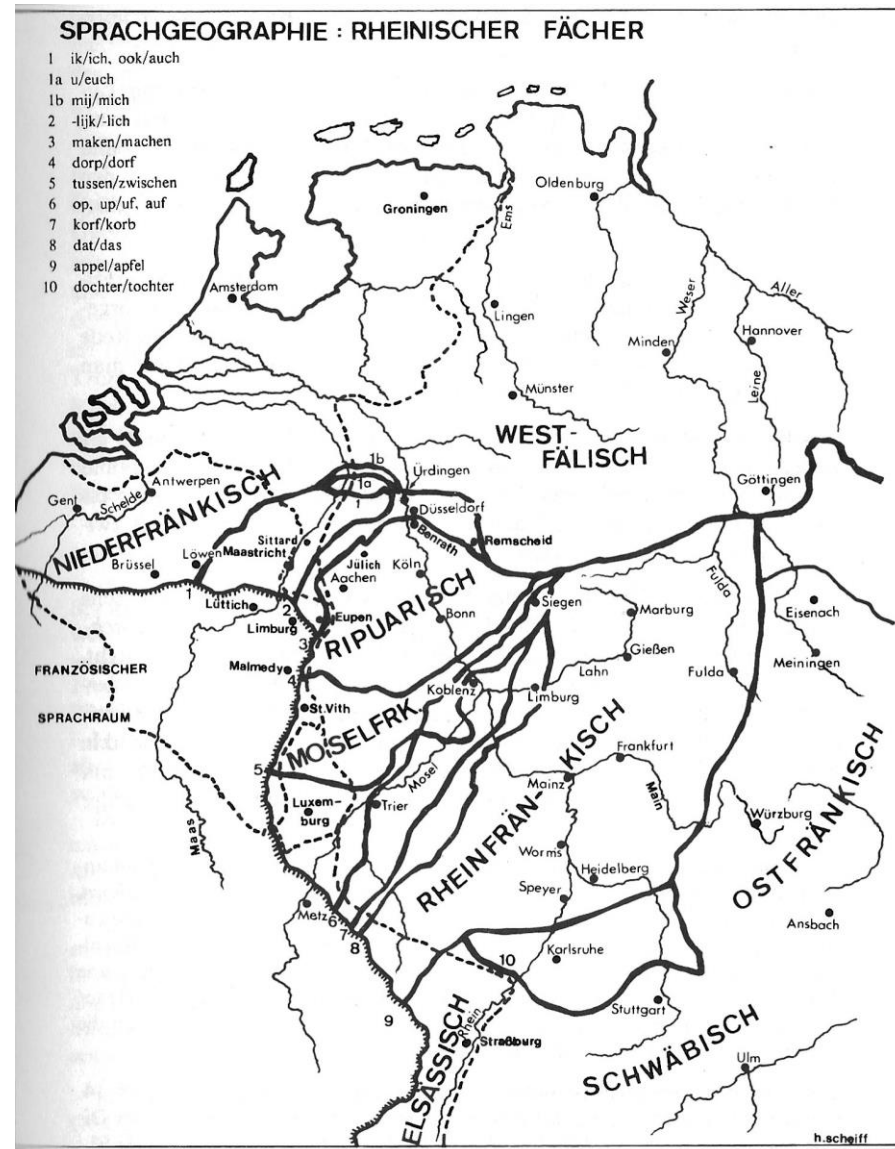 SPRACHGEOGRAPHIE : RHEINISCHER FÄCHER
1 ik/ich, ook/auch
1a u/euch
1b mij/mich
2 -lijk/-lich
3 maken/machen
4 dorp/dorf
5 tussen/zwischen
6 op, up/uf, auf
7 korf/korb
8 dat/das
9 appel/apfel
10 dochter/tochter
Groningen
Oldenburg
Ems
Amsterdam
Lingen
Weser
Aller
Minden
Hannover
Leine
Münster
WEST-
FÄLISCH
1b
1a
1
Ürdingen
Göttingen
Antwerpen
Gent
Schelde
NIEDERFRÄNKISCH
Düsseldorf
Benrath
Remscheid
Sittard
Maastricht
Löwen
Brüssel
Jülich
Aachen
Köln
RIPUARISCH
Fulda
1
Lüttich
2
Limburg
Eupen
Bonn
Siegen
Marburg
Eisenach
3
Gießen
Meiningen
FRANZÖSISCHER
SPRACHRAUM
Malmedy
4
Koblenz
Lahn
Limburg
Fulda
St.Vith
MOSELFRK.
5
Mosel
Luxem-
burg
Trier
RHEINFRÄN-KISCH
Frankfurt
Mainz
Main
Würzburg
OSTFRÄNKISCH
Maas
Worms
Heidelberg
Speyer
Ansbach
Metz
6
7
8
Karlsruhe
10
9
Stuttgart
ELSÄSSISCH
Rhein
Straßburg
SCHWÄBISCH
Ulm
h.scheiff